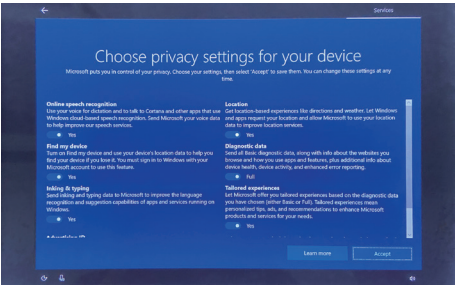 Services
Choose privacy settings for your device
Microsoft puts you in control of your privacy. Choose your settings, then select 'Accept' to save them. You can change these settings at any
time.
Online speech recognition
Use your voice for dictation and to talk to Cortana and other apps that use
Windows cloud-based speech recognition. Send Microsoft your voice data
to help improve our speech services.
Yes
Find my device
Turn on Find my device and use your device's location data to help you
find your device if you lose it. You must sign in to Windows with your
Microsoft account to use this feature.
Yes
Inking & typing
Send inking and typing data to Microsoft to improve the language
recognition and suggestion capabilities of apps and services running on
Windows.
Yes
Advertising ID
Location
Get location-based experiences like directions and weather. Let Windows
and apps request your location and allow Microsoft to use your location
data to improve location services.
Yes
Diagnostic data
Send all Basic diagnostic data, along with info about the websites you
browse and how you use apps and features, plus additional info about
device health, device activity, and enhanced error reporting.
Full
Tailored experiences
Let Microsoft offer you tailored experiences based on the diagnostic data
you have chosen (either Basic or Full). Tailored experiences mean
personalized tips, ads, and recommendations to enhance Microsoft
products and services for your needs.
Yes
Learn more
Accept